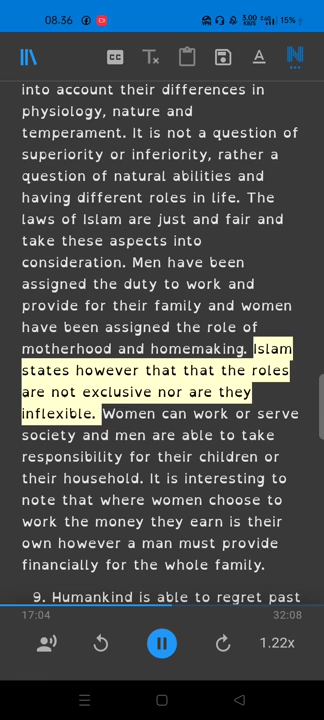 08.36 3,00 KB/S 4G 15%
CC T× A N
into account their differences in
physiology, nature and
temperament. It is not a question of
superiority or inferiority, rather a
question of natural abilities and
having different roles in life. The
laws of Islam are just and fair and
take these aspects into
consideration. Men have been
assigned the duty to work and
provide for their family and women
have been assigned the role of
motherhood and homemaking. Islam
states however that that the roles
are not exclusive nor are they
inflexible. Women can work or serve
society and men are able to take
responsibility for their children or
their household. It is interesting to
note that where women choose to
work the money they earn is their
own however a man must provide
financially for the whole family.
9. Humankind is able to regret past
17:04 32:08
1.22x